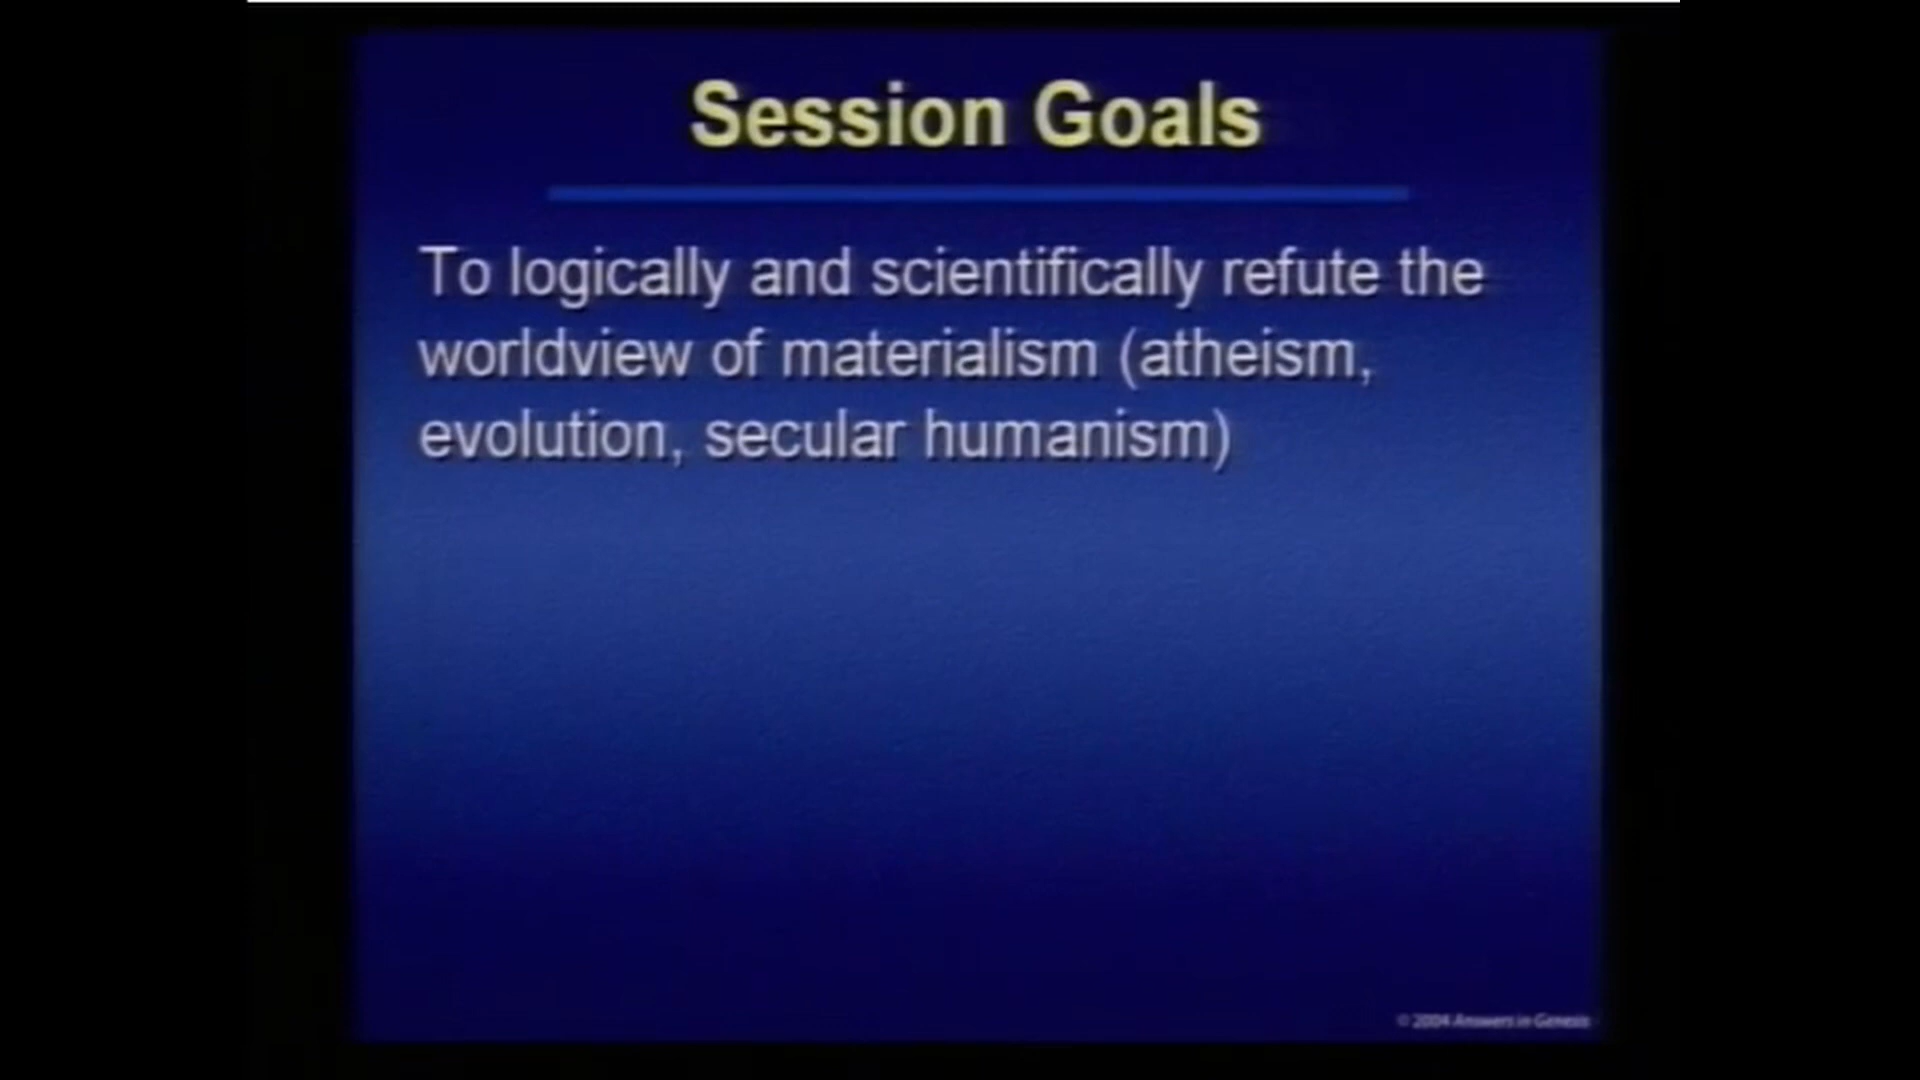 Session Goals
To logically and scientifically refute the
worldview of materialism (atheism,
evolution, secular humanism)
© 2004 Answers in Genesis